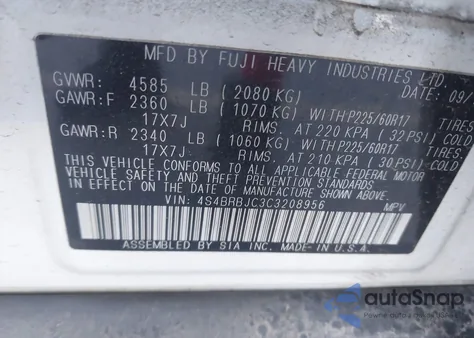 MFD BY FUJI HEAVY INDUSTRIES LTD. DATE 09/
GVWR: 4585 LB (2080 KG)
GAWR:F 2360 LB (1070 KG) WITH P225/60R17 TIRES
17X7J RIMS. AT 220 KPA (32 PSI) COLD
GAWR:R 2340 LB (1060 KG) WITH P225/60R17 TIRES
17X7J RIMS. AT 210 KPA (30 PSI) COLD
THIS VEHICLE CONFORMS TO ALL APPLICABLE FEDERAL MOTOR
VEHICLE SAFETY, BUMPER, AND THEFT PREVENTION STANDARDS
IN EFFECT ON THE DATE OF MANUFACTURE SHOWN ABOVE.
VIN: 4S4BRBJC3C3208956 MPV
ASSEMBLED BY SIA INC. MADE IN U.S.A.
autoSnap